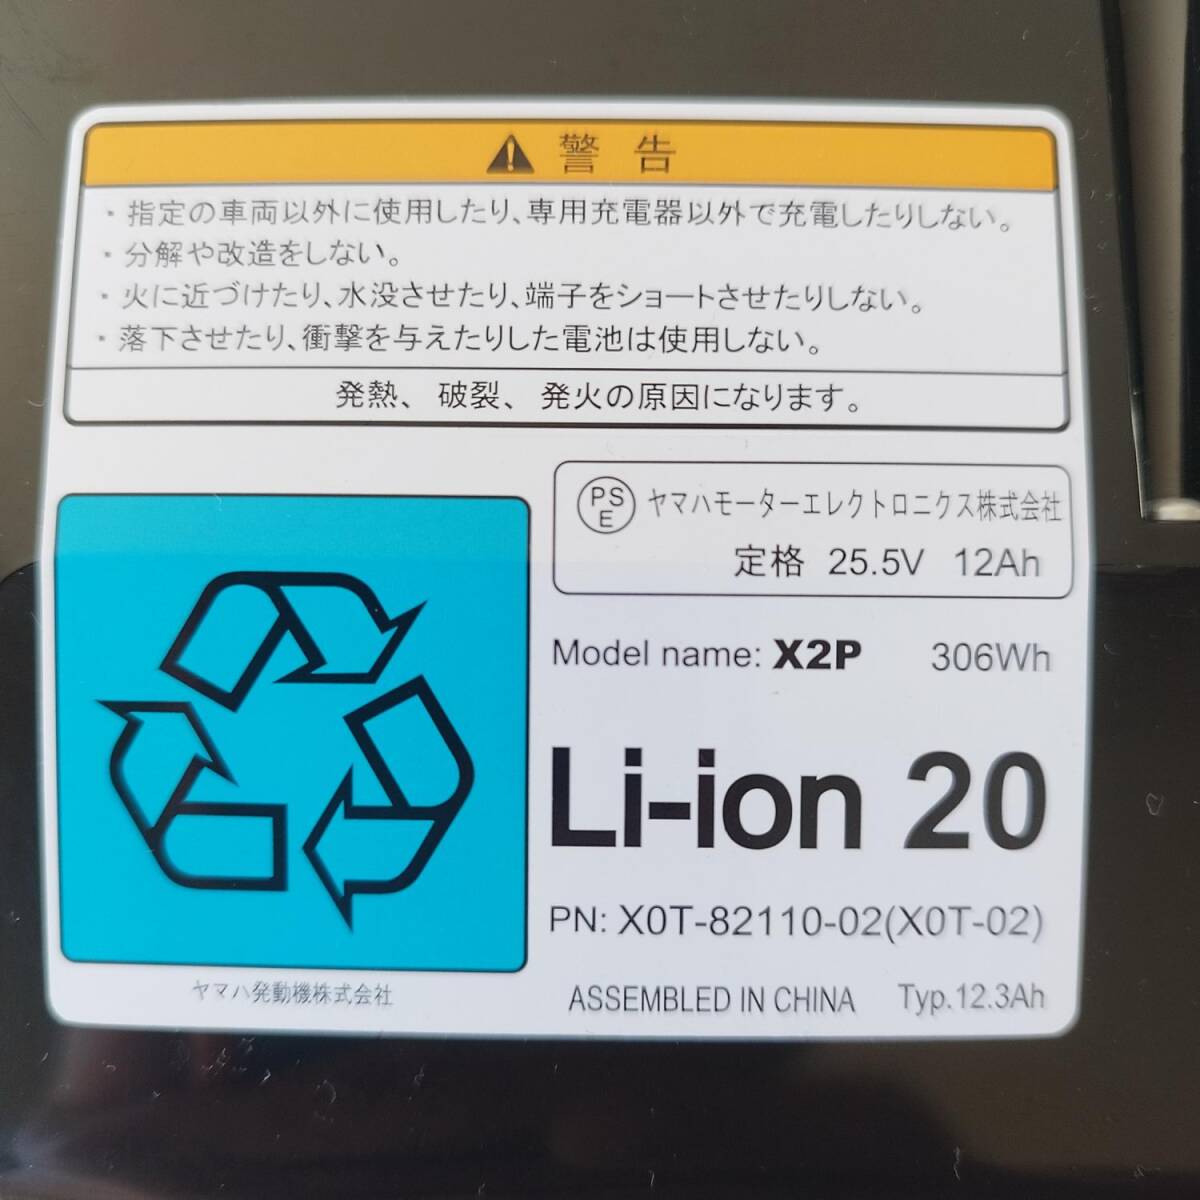 警 告
・指定の車両以外に使用したり、専用充電器以外で充電したりしない。
・分解や改造をしない。
・火に近づけたり、水没させたり、端子をショートさせたりしない。
・落下させたり、衝撃を与えたりした電池は使用しない。
発熱、破裂、発火の原因になります。
PS
E
ヤマハモーターエレクトロニクス株式会社
定格 25.5V 12Ah
Model name: X2P 306Wh
Li-ion 20
PN: X0T-82110-02(X0T-02)
ヤマハ発動機株式会社
ASSEMBLED IN CHINA Typ.12.3Ah